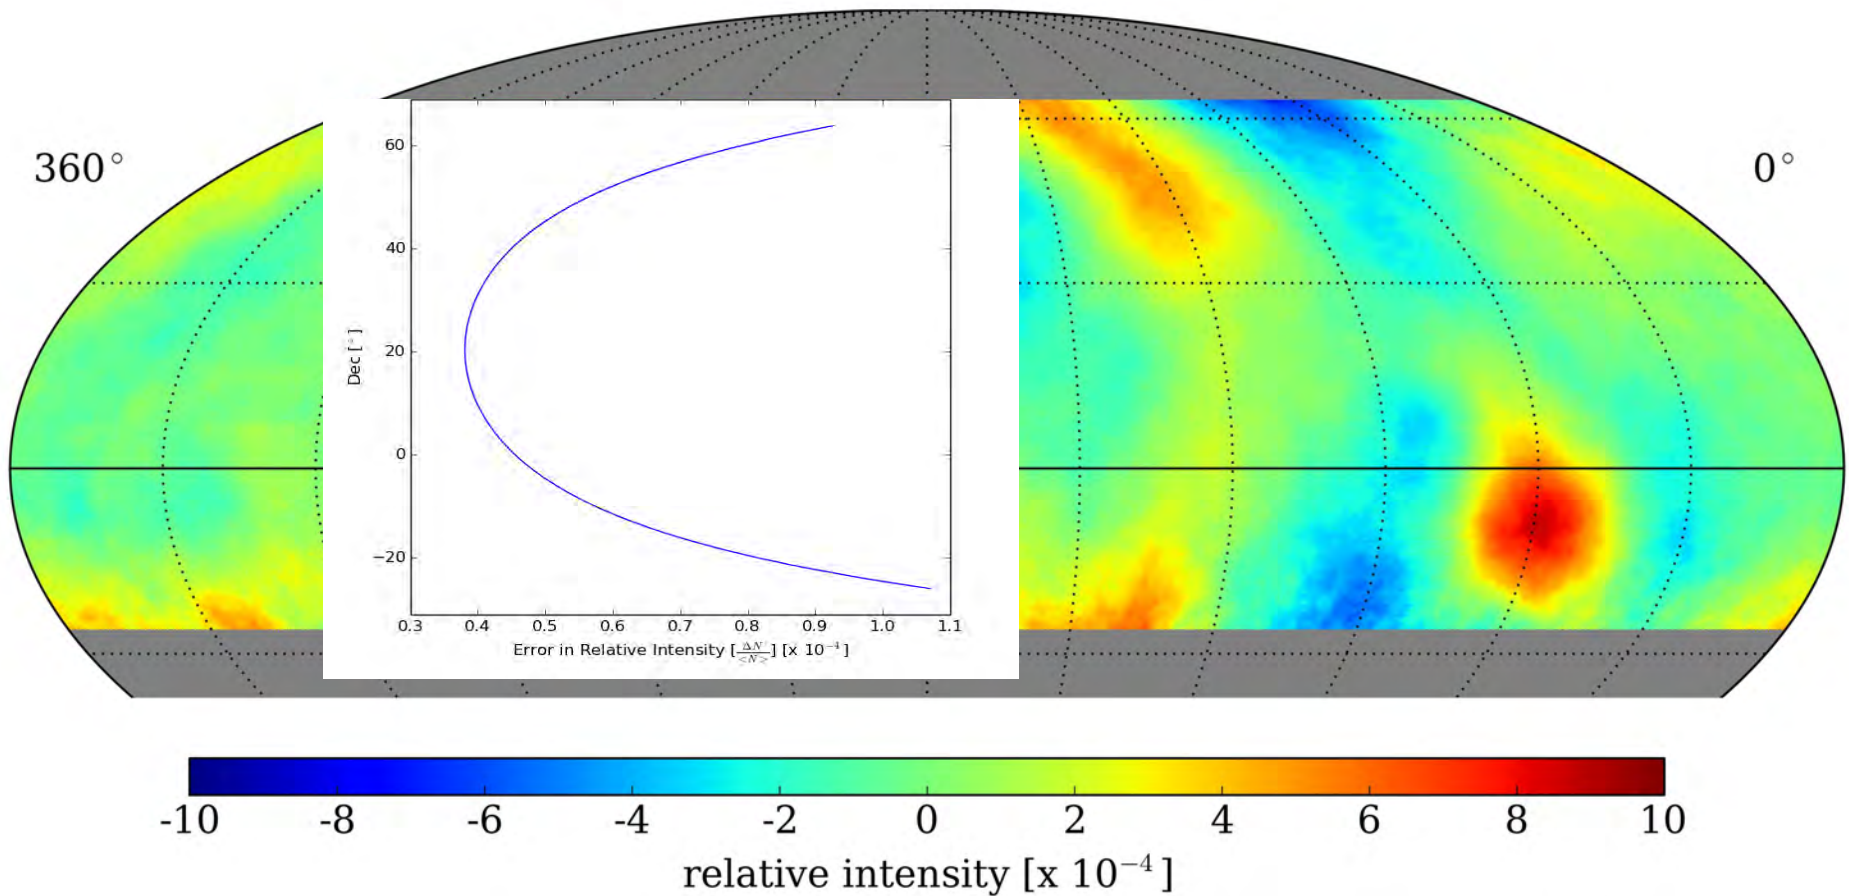 360°
0°
60
40
20
0
−20
Dec [°]
0.3 0.4 0.5 0.6 0.7 0.8 0.9 1.0 1.1
Error in Relative Intensity [ΔN/<N>] [x 10⁻⁴]
-10 -8 -6 -4 -2 0 2 4 6 8 10
relative intensity [x 10⁻⁴]